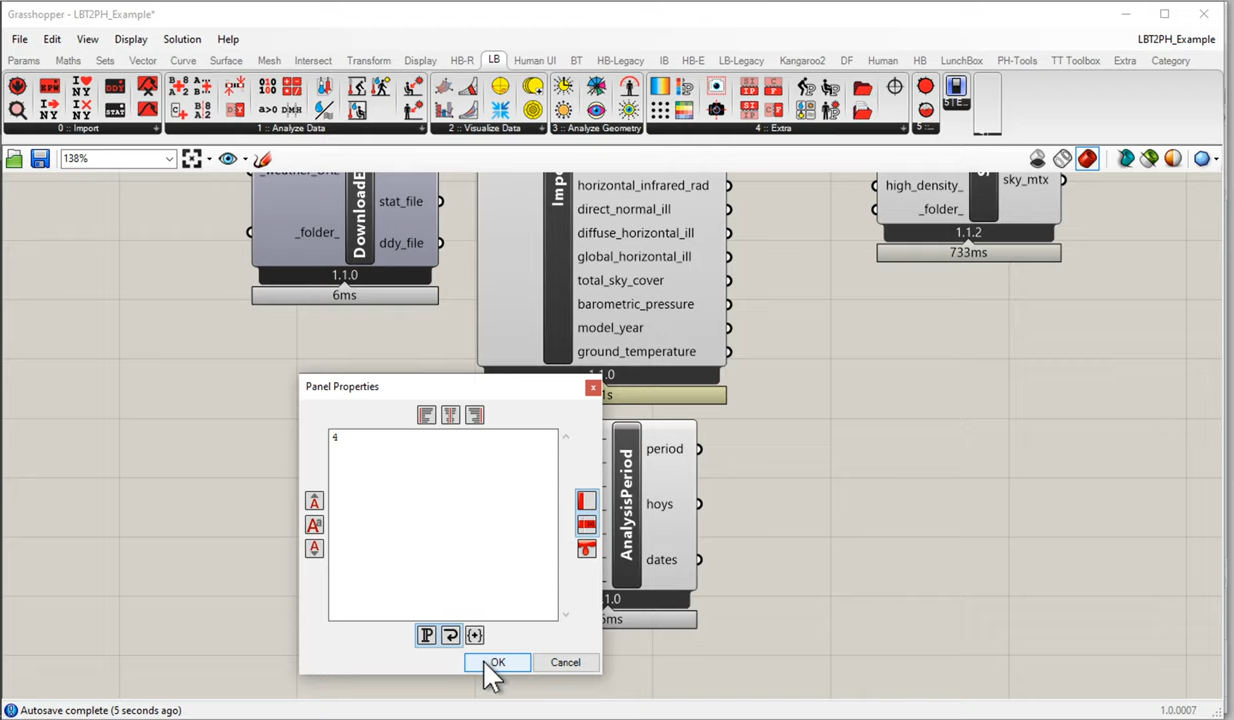 Grasshopper - LBT2PH_Example*
File Edit View Display Solution Help
LBT2PH_Example
Params Maths Sets Vector Curve Surface Mesh Intersect Transform Display HB-R LB Human UI BT HB-Legacy IB HB-E LB-Legacy Kangaroo2 DF Human HB LunchBox PH-Tools TT Toolbox Extra Category
0 :: Import
1 :: Analyze Data
2 :: Visualize Data
3 :: Analyze Geometry
4 :: Extra
5 ::..
138%
stat_file
_folder_
ddy_file
1.1.0
6ms
horizontal_infrared_rad
direct_normal_ill
diffuse_horizontal_ill
global_horizontal_ill
total_sky_cover
barometric_pressure
model_year
ground_temperature
high_density_
_folder_
sky_mtx
1.1.2
733ms
Panel Properties
4
OK
Cancel
AnalysisPeriod
period
hoys
dates
Autosave complete (5 seconds ago)
1.0.0007